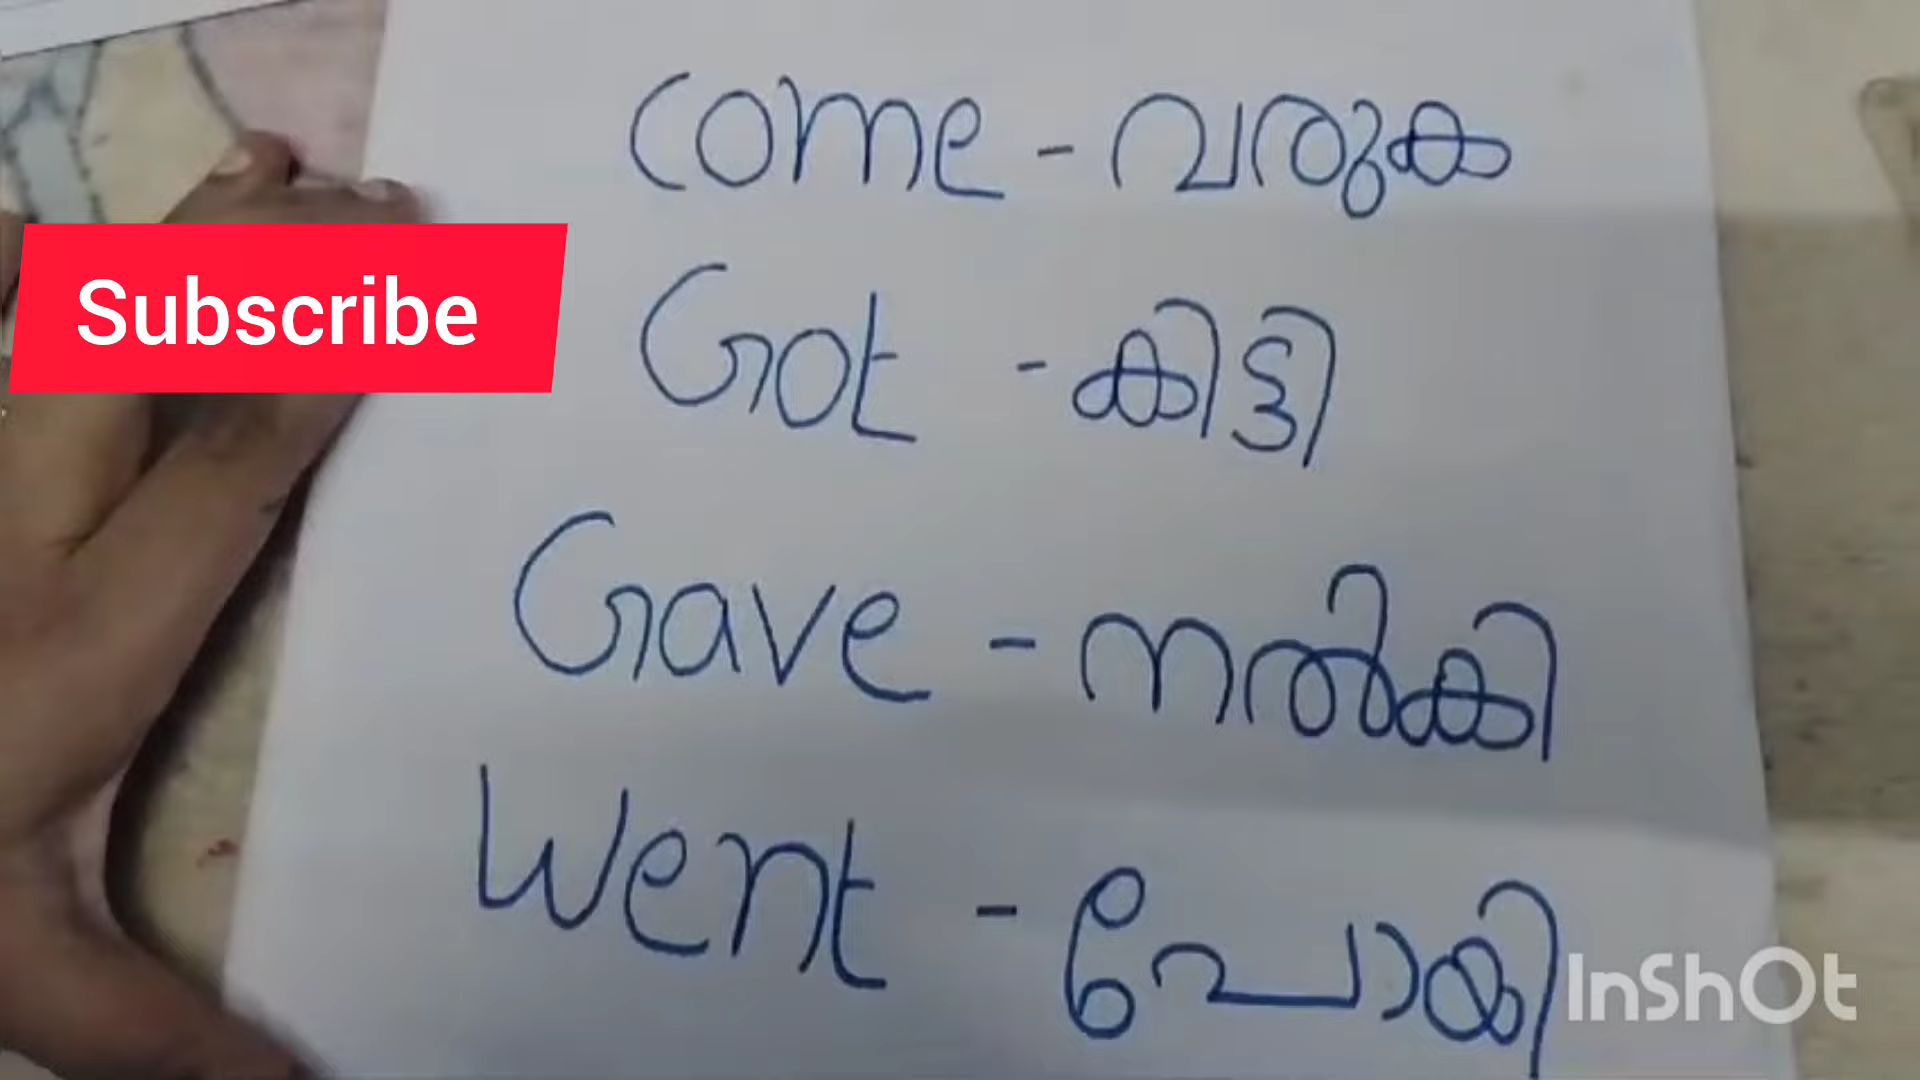 come - വരുക
Subscribe
Got - കിട്ടി
Gave - നൽകി
Went - പോയി
InShOt